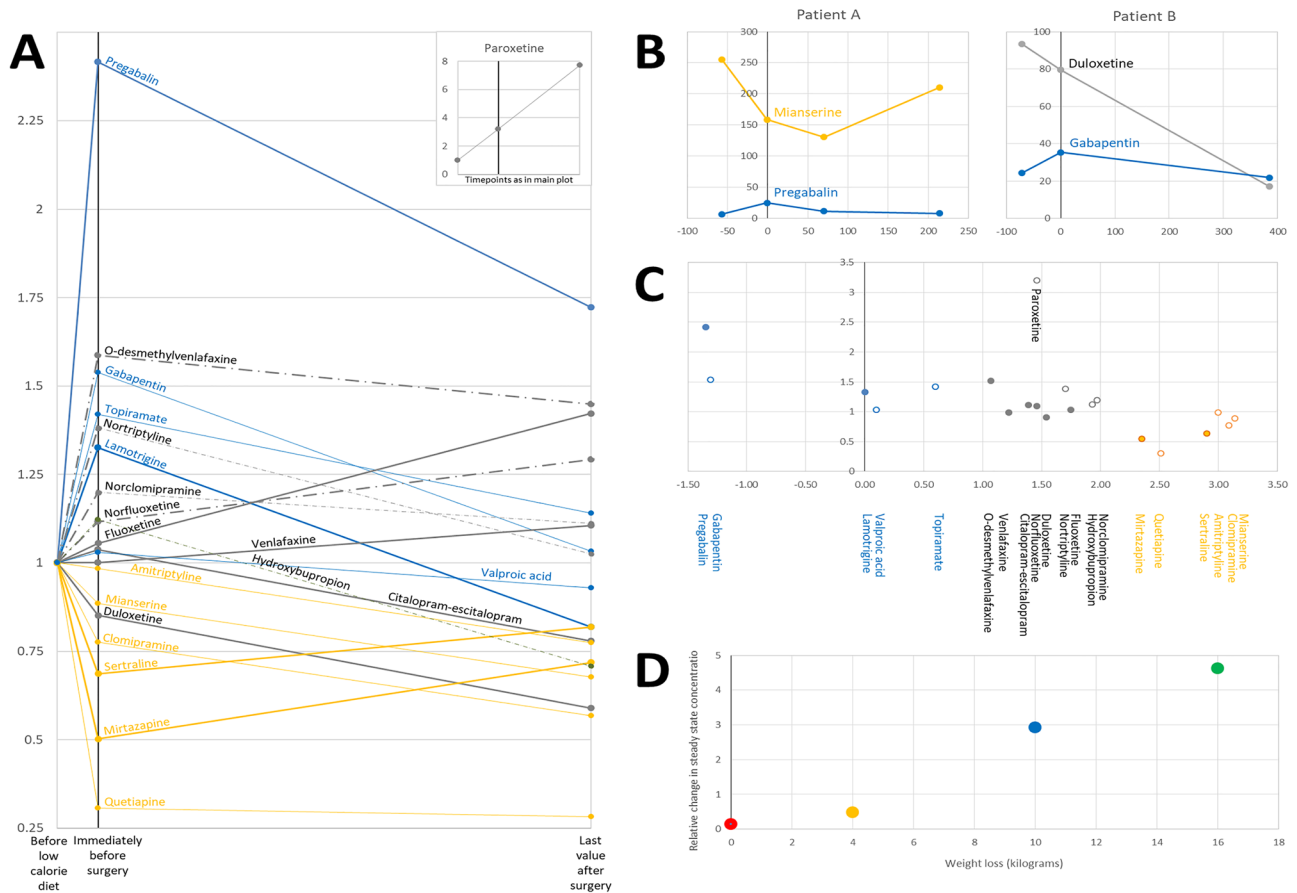 A
2.25
2
1.75
1.5
1.25
1
0.75
0.5
0.25
Pregabalin
Paroxetine
8
6
4
2
0
Timepoints as in main plot
O-desmethylvenlafaxine
Gabapentin
Topiramate
Nortriptyline
Lamotrigine
Norclomipramine
Norfluoxetine
Fluoxetine
Venlafaxine
Hydroxybupropion
Valproic acid
Amitriptyline
Citalopram-escitalopram
Mianserine
Duloxetine
Clomipramine
Sertraline
Mirtazapine
Quetiapine
Before
low
calorie
diet
Immediately
before
surgery
Last
value
after
surgery
B
Patient A
300
250
200
150
100
50
0
Mianserine
Pregabalin
-100 -50 0 50 100 150 200 250
Patient B
100
80
60
40
20
0
Duloxetine
Gabapentin
-100 0 100 200 300 400
C
3.5
3
2.5
2
1.5
1
0.5
0
Paroxetine
-1.50 -1.00 -0.50 0.00 0.50 1.00 1.50 2.00 2.50 3.00 3.50
Pregabalin
Gabapentin
Lamotrigine
Valproic acid
Topiramate
O-desmethylvenlafaxine
Venlafaxine
Citalopram-escitalopram
Norfluoxetine
Duloxetine
Nortriptyline
Fluoxetine
Hydroxybupropion
Norclomipramine
Mirtazapine
Quetiapine
Sertraline
Amitriptyline
Clomipramine
Mianserine
D
Relative change in steady state concentratio
5
4
3
2
1
0
0 2 4 6 8 10 12 14 16 18
Weight loss (kilograms)